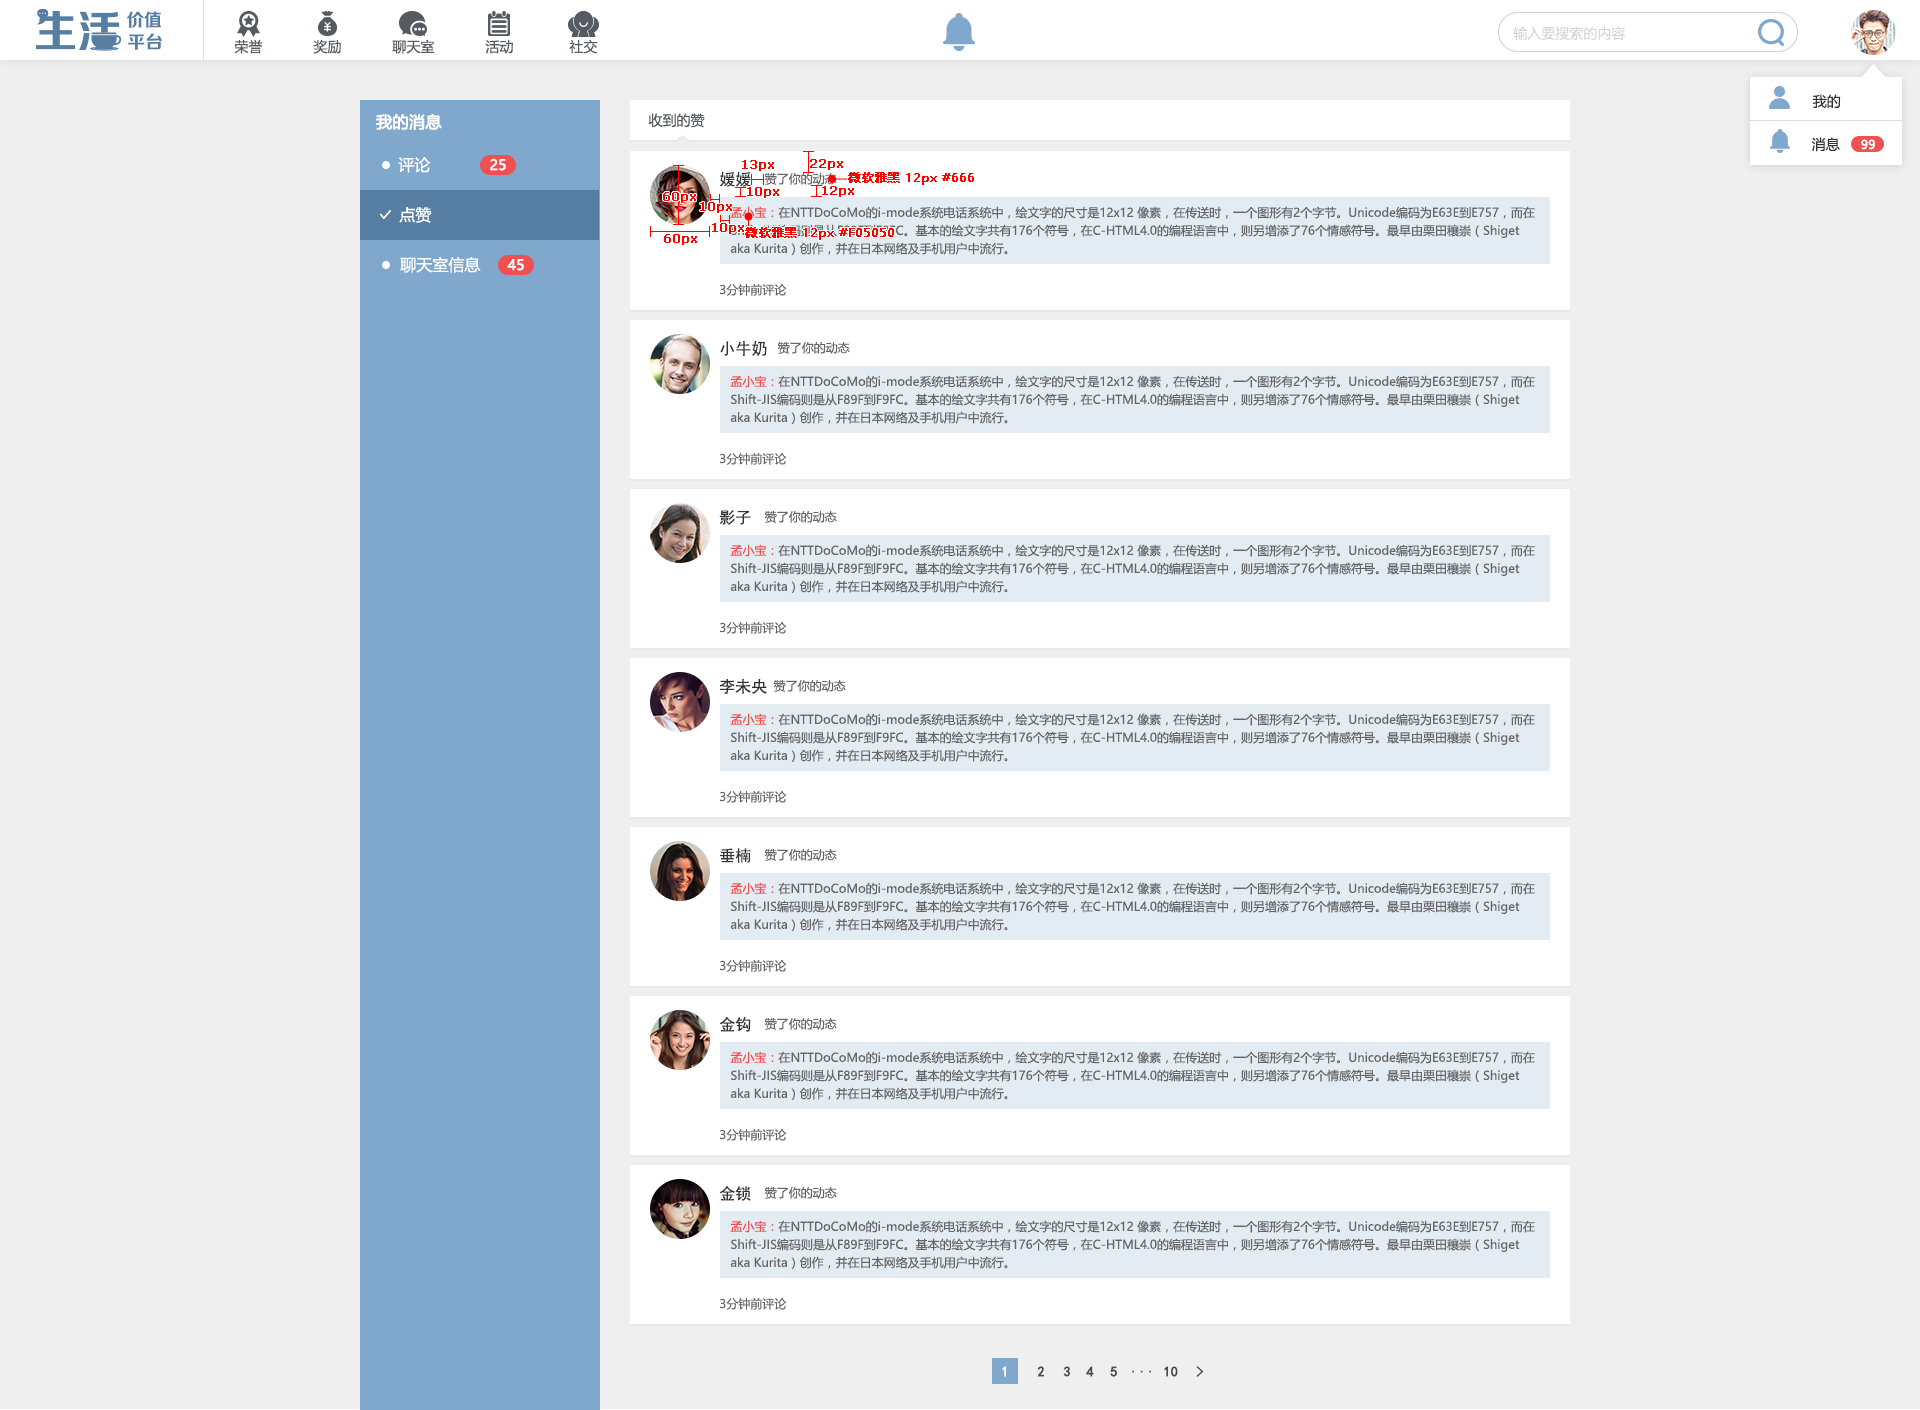 生活 价值平台
荣誉 奖励 聊天室 活动 社交
输入要搜索的内容
我的
消息 99
我的消息
评论 25
点赞
聊天室信息 45
收到的赞
13px 22px
媛媛 赞了你的动态 微软雅黑 12px #666
60px 10px 12px
10px
孟小宝：在NTTDoCoMo的i-mode系统电话系统中，绘文字的尺寸是12x12 像素，在传送时，一个图形有2个字节。Unicode编码为E63E到E757，而在
10px 微软雅黑 12px #F05050
60px
基本的绘文字共有176个符号，在C-HTML4.0的编程语言中，则另增添了76个情感符号。最早由栗田穰崇（Shiget
aka Kurita）创作，并在日本网络及手机用户中流行。
3分钟前评论
小牛奶 赞了你的动态
孟小宝：在NTTDoCoMo的i-mode系统电话系统中，绘文字的尺寸是12x12 像素，在传送时，一个图形有2个字节。Unicode编码为E63E到E757，而在
Shift-JIS编码则是从F89F到F9FC。基本的绘文字共有176个符号，在C-HTML4.0的编程语言中，则另增添了76个情感符号。最早由栗田穰崇（Shiget
aka Kurita）创作，并在日本网络及手机用户中流行。
3分钟前评论
影子 赞了你的动态
孟小宝：在NTTDoCoMo的i-mode系统电话系统中，绘文字的尺寸是12x12 像素，在传送时，一个图形有2个字节。Unicode编码为E63E到E757，而在
Shift-JIS编码则是从F89F到F9FC。基本的绘文字共有176个符号，在C-HTML4.0的编程语言中，则另增添了76个情感符号。最早由栗田穰崇（Shiget
aka Kurita）创作，并在日本网络及手机用户中流行。
3分钟前评论
李未央 赞了你的动态
孟小宝：在NTTDoCoMo的i-mode系统电话系统中，绘文字的尺寸是12x12 像素，在传送时，一个图形有2个字节。Unicode编码为E63E到E757，而在
Shift-JIS编码则是从F89F到F9FC。基本的绘文字共有176个符号，在C-HTML4.0的编程语言中，则另增添了76个情感符号。最早由栗田穰崇（Shiget
aka Kurita）创作，并在日本网络及手机用户中流行。
3分钟前评论
垂楠 赞了你的动态
孟小宝：在NTTDoCoMo的i-mode系统电话系统中，绘文字的尺寸是12x12 像素，在传送时，一个图形有2个字节。Unicode编码为E63E到E757，而在
Shift-JIS编码则是从F89F到F9FC。基本的绘文字共有176个符号，在C-HTML4.0的编程语言中，则另增添了76个情感符号。最早由栗田穰崇（Shiget
aka Kurita）创作，并在日本网络及手机用户中流行。
3分钟前评论
金钩 赞了你的动态
孟小宝：在NTTDoCoMo的i-mode系统电话系统中，绘文字的尺寸是12x12 像素，在传送时，一个图形有2个字节。Unicode编码为E63E到E757，而在
Shift-JIS编码则是从F89F到F9FC。基本的绘文字共有176个符号，在C-HTML4.0的编程语言中，则另增添了76个情感符号。最早由栗田穰崇（Shiget
aka Kurita）创作，并在日本网络及手机用户中流行。
3分钟前评论
金锁 赞了你的动态
孟小宝：在NTTDoCoMo的i-mode系统电话系统中，绘文字的尺寸是12x12 像素，在传送时，一个图形有2个字节。Unicode编码为E63E到E757，而在
Shift-JIS编码则是从F89F到F9FC。基本的绘文字共有176个符号，在C-HTML4.0的编程语言中，则另增添了76个情感符号。最早由栗田穰崇（Shiget
aka Kurita）创作，并在日本网络及手机用户中流行。
3分钟前评论
1 2 3 4 5 ··· 10 >